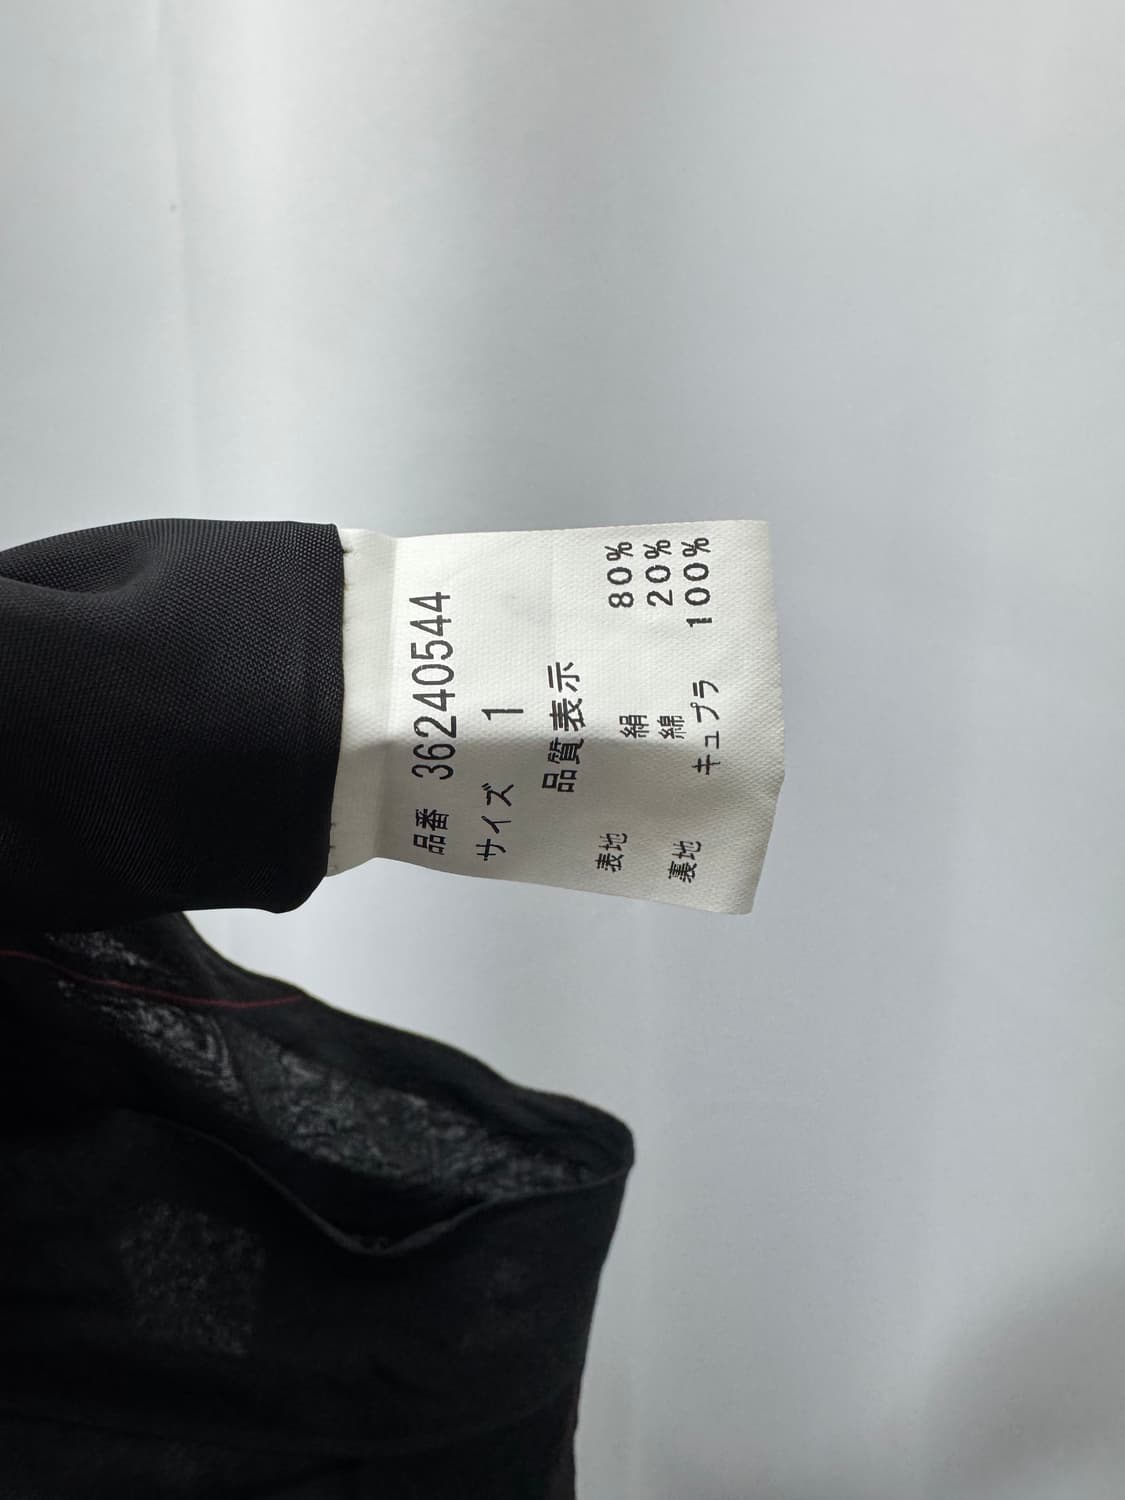 品番 36240544
サイズ 1
品質表示
表地 絹 80%
綿 20%
裏地 キュプラ 100%